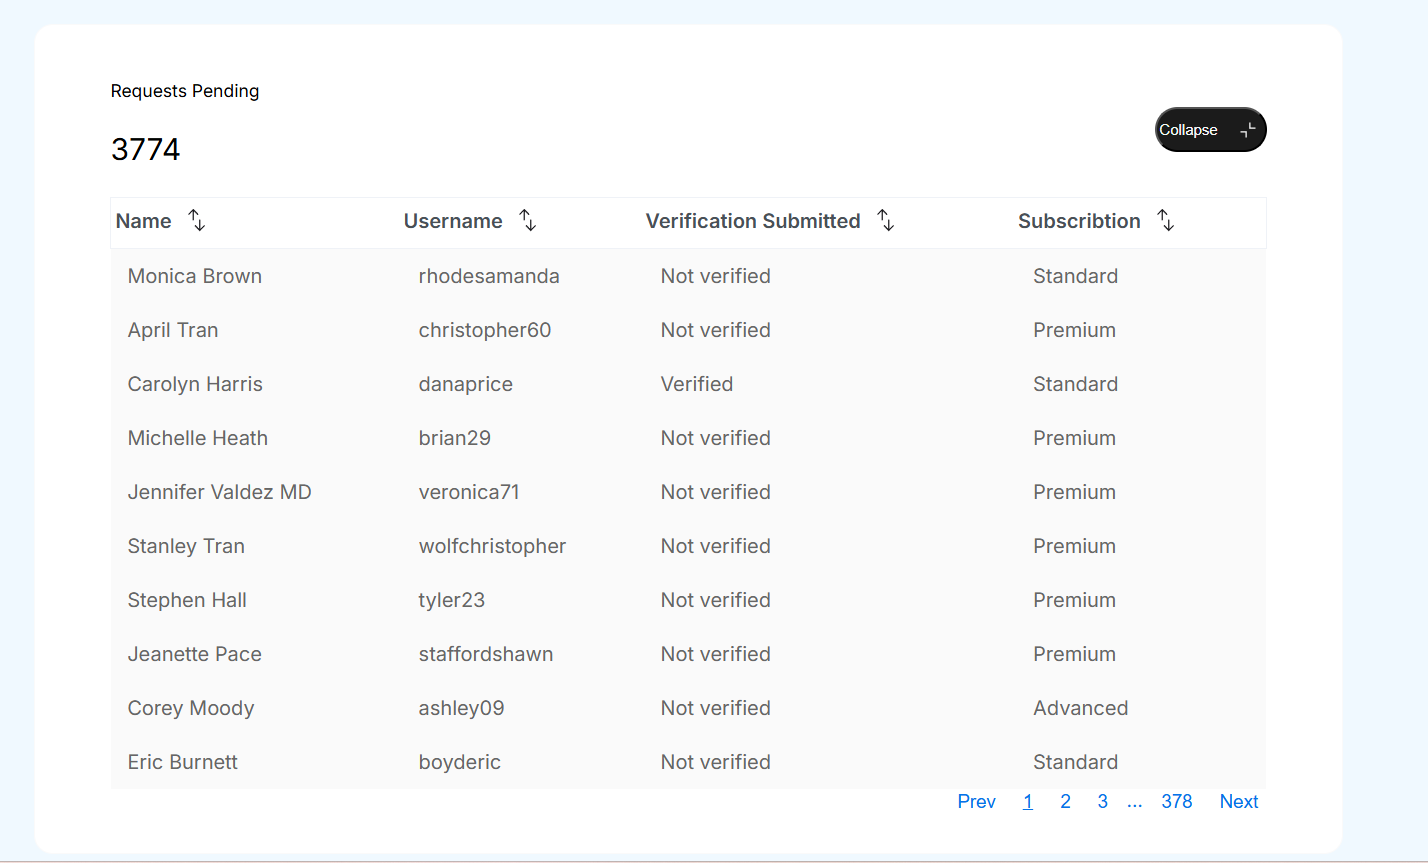 Requests Pending
3774
Collapse
Name Username Verification Submitted Subscribtion
Monica Brown rhodesamanda Not verified Standard
April Tran christopher60 Not verified Premium
Carolyn Harris danaprice Verified Standard
Michelle Heath brian29 Not verified Premium
Jennifer Valdez MD veronica71 Not verified Premium
Stanley Tran wolfchristopher Not verified Premium
Stephen Hall tyler23 Not verified Premium
Jeanette Pace staffordshawn Not verified Premium
Corey Moody ashley09 Not verified Advanced
Eric Burnett boyderic Not verified Standard
Prev 1 2 3 ... 378 Next